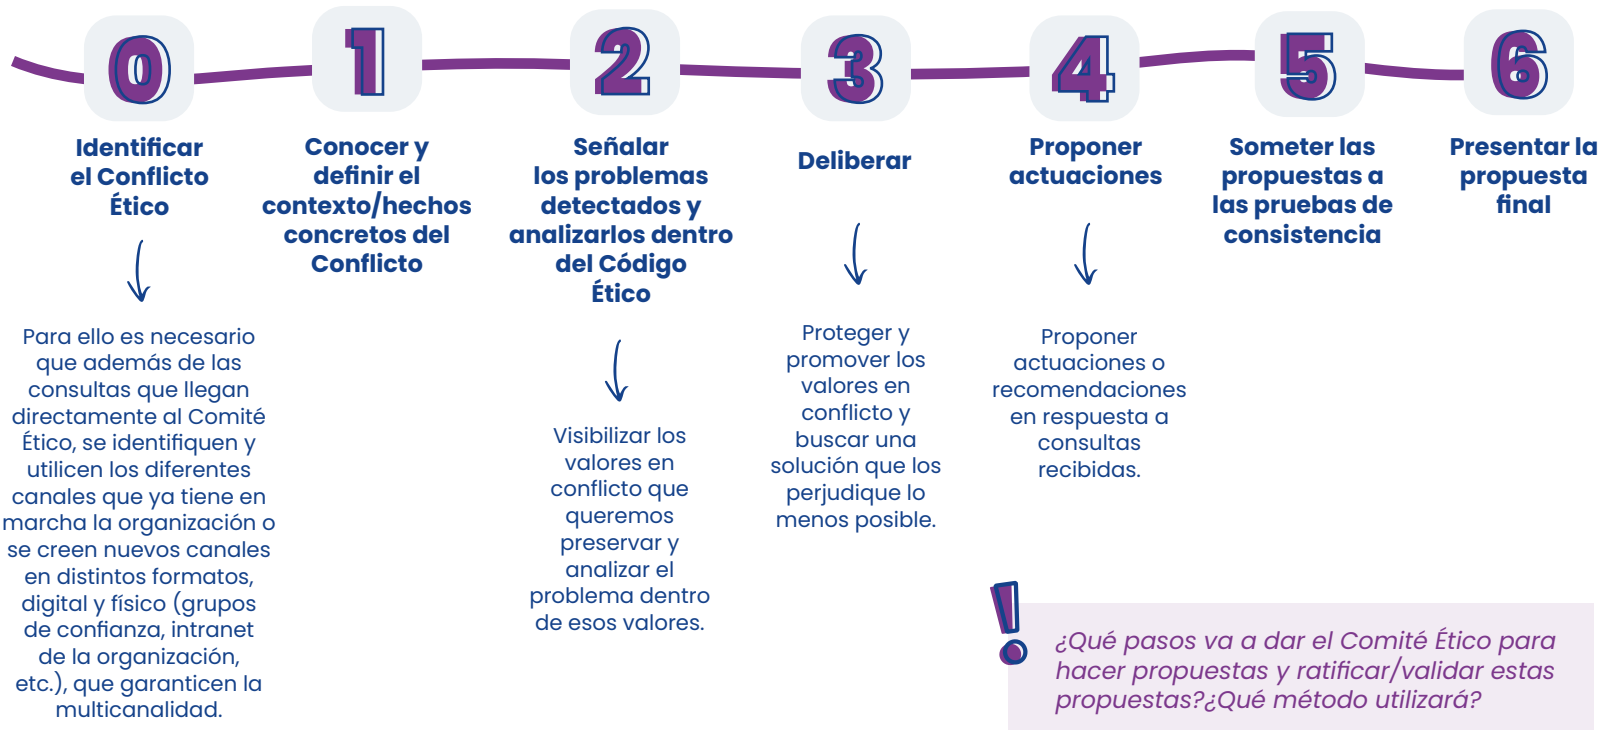 0
Identificar
el Conflicto
Ético
Para ello es necesario
que además de las
consultas que llegan
directamente al Comité
Ético, se identifiquen y
utilicen los diferentes
canales que ya tiene en
marcha la organización o
se creen nuevos canales
en distintos formatos,
digital y físico (grupos
de confianza, intranet
de la organización,
etc.), que garanticen la
multicanalidad.
1
Conocer y
definir el
contexto/hechos
concretos del
Conflicto
2
Señalar
los problemas
detectados y
analizarlos dentro
del Código
Ético
Visibilizar los
valores en
conflicto que
queremos
preservar y
analizar el
problema dentro
de esos valores.
3
Deliberar
Proteger y
promover los
valores en
conflicto y
buscar una
solución que los
perjudique lo
menos posible.
4
Proponer
actuaciones
Proponer
actuaciones o
recomendaciones
en respuesta a
consultas
recibidas.
5
Someter las
propuestas a
las pruebas de
consistencia
6
Presentar la
propuesta
final
!
¿Qué pasos va a dar el Comité Ético para
hacer propuestas y ratificar/validar estas
propuestas?¿Qué método utilizará?